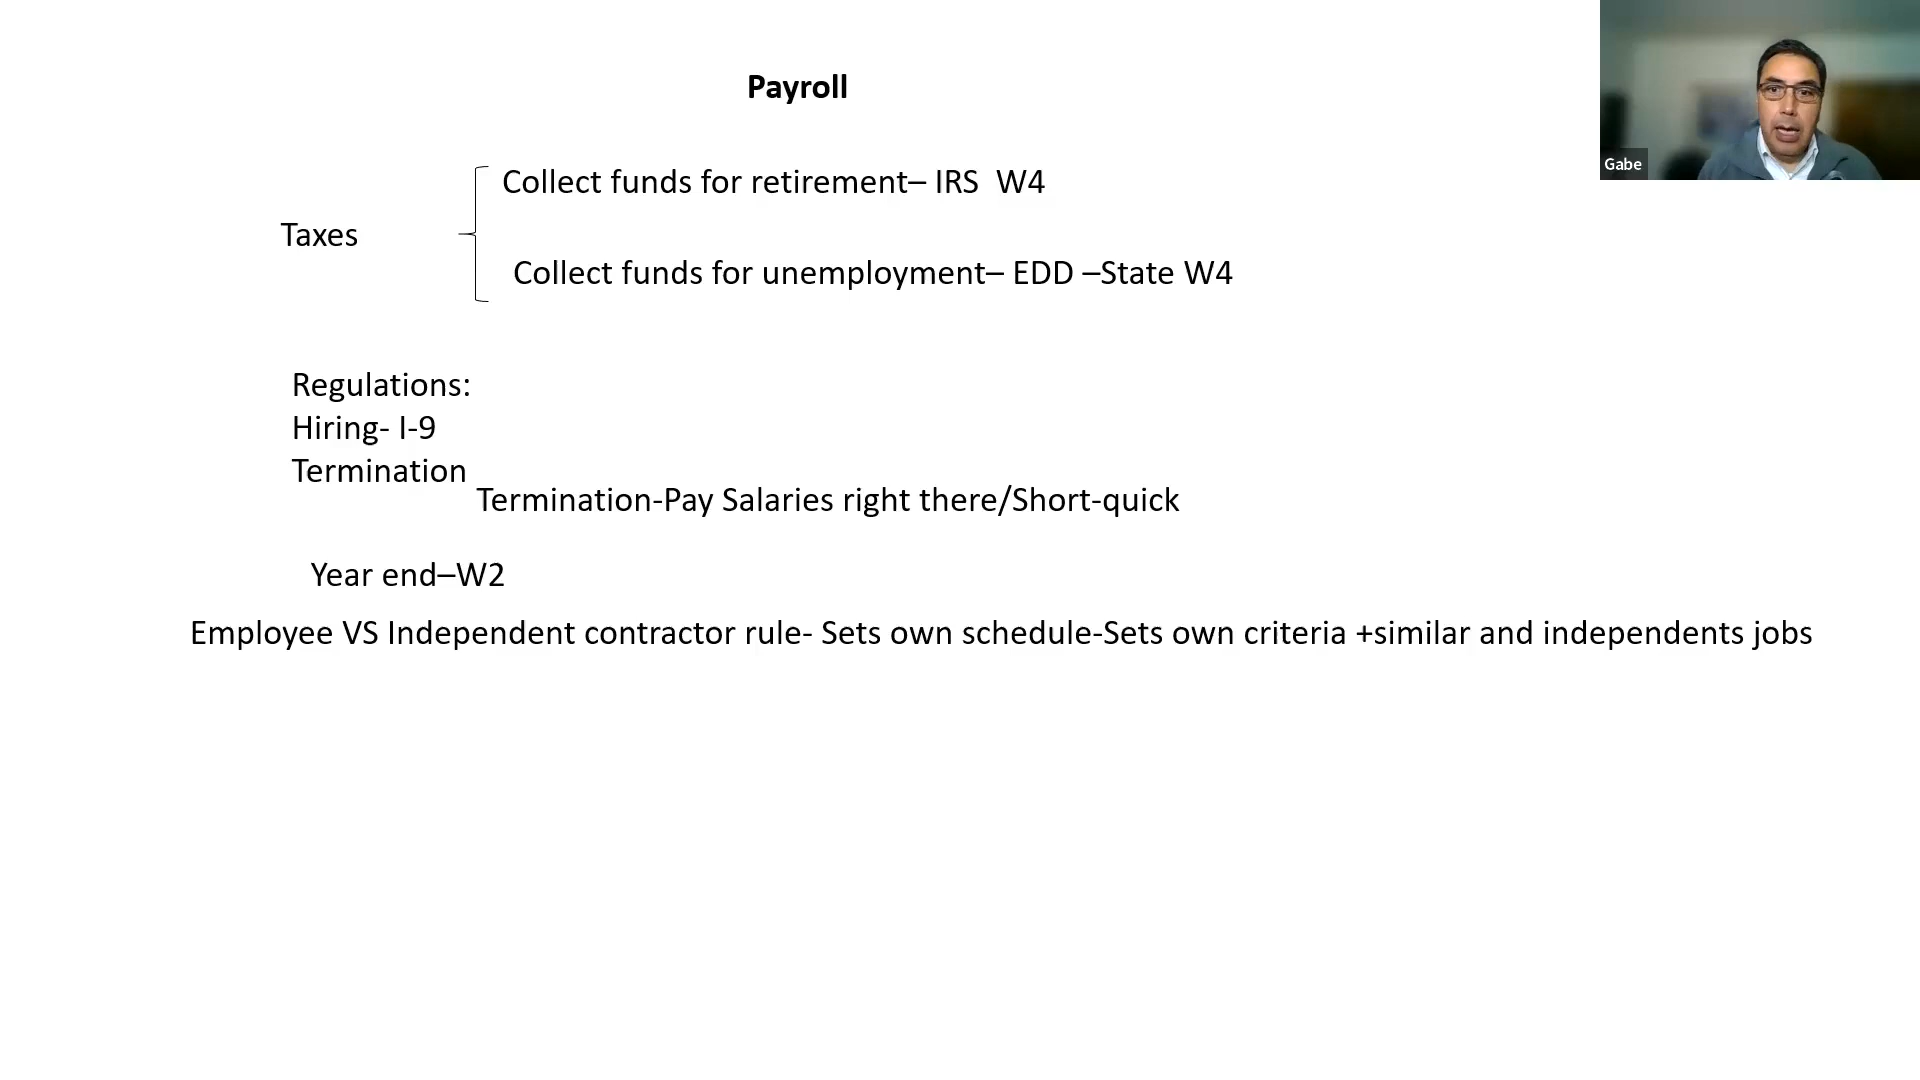 Payroll
Gabe
Collect funds for retirement– IRS  W4
Taxes
Collect funds for unemployment– EDD –State W4
Regulations:
Hiring- I-9
Termination
Termination-Pay Salaries right there/Short-quick
Year end–W2
Employee VS Independent contractor rule- Sets own schedule-Sets own criteria +similar and independents jobs